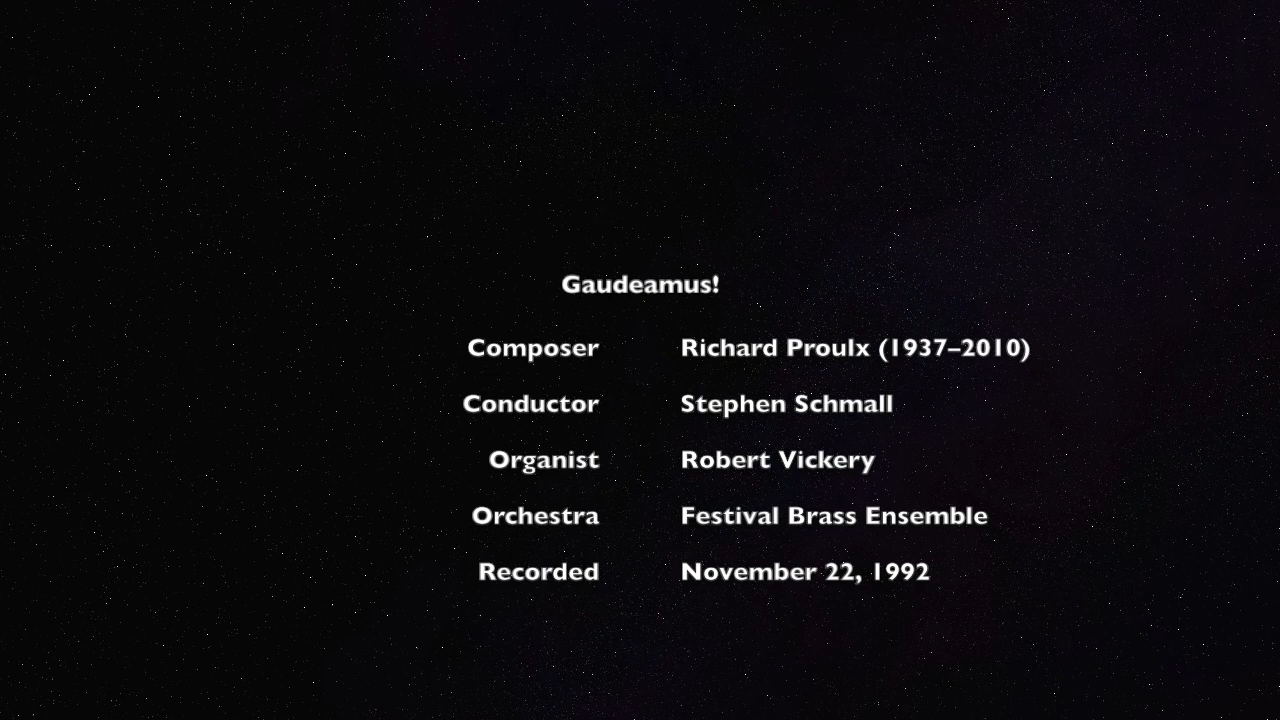 Gaudeamus!
Composer Richard Proulx (1937–2010)
Conductor Stephen Schmall
Organist Robert Vickery
Orchestra Festival Brass Ensemble
Recorded November 22, 1992